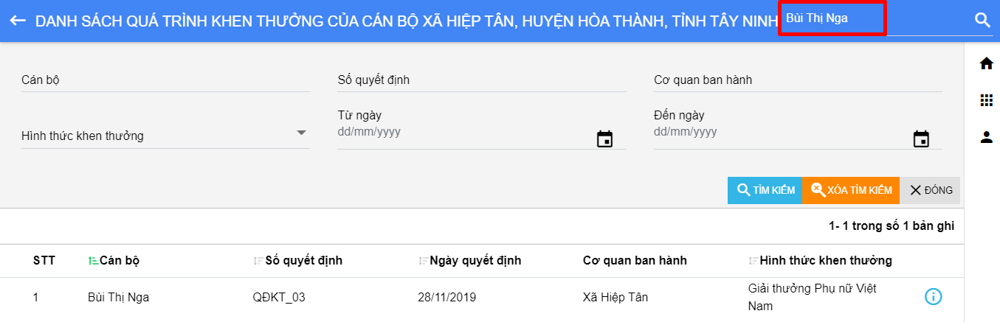 DANH SÁCH QUÁ TRÌNH KHEN THƯỞNG CỦA CÁN BỘ XÃ HIỆP TÂN, HUYỆN HÒA THÀNH, TỈNH TÂY NINH
Bùi Thị Nga
Cán bộ
Số quyết định
Cơ quan ban hành
Hình thức khen thưởng
Từ ngày
dd/mm/yyyy
Đến ngày
dd/mm/yyyy
TÌM KIẾM
XÓA TÌM KIẾM
ĐÓNG
1- 1 trong số 1 bản ghi
STT Cán bộ Số quyết định Ngày quyết định Cơ quan ban hành Hình thức khen thưởng
1 Bùi Thị Nga QĐKT_03 28/11/2019 Xã Hiệp Tân Giải thưởng Phụ nữ Việt
Nam